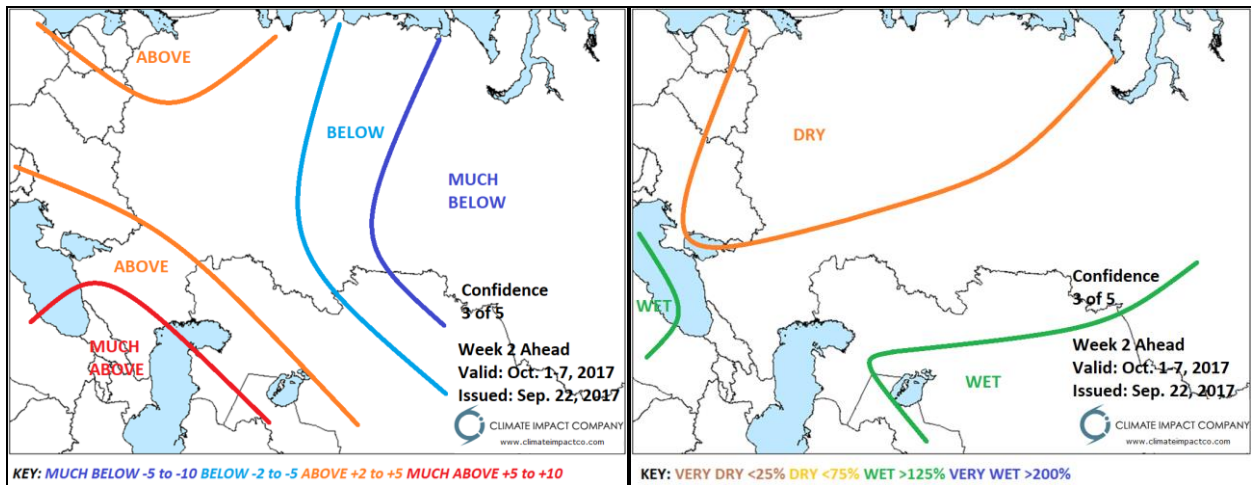 ABOVE
BELOW
MUCH
BELOW
ABOVE
MUCH
ABOVE
Confidence
3 of 5
Week 2 Ahead
Valid: Oct. 1-7, 2017
Issued: Sep. 22, 2017
CLIMATE IMPACT COMPANY
www.climateimpactco.com
KEY: MUCH BELOW -5 to -10 BELOW -2 to -5 ABOVE +2 to +5 MUCH ABOVE +5 to +10
DRY
WET
WET
Confidence
3 of 5
Week 2 Ahead
Valid: Oct. 1-7, 2017
Issued: Sep. 22, 2017
CLIMATE IMPACT COMPANY
www.climateimpactco.com
KEY: VERY DRY <25% DRY <75% WET >125% VERY WET >200%